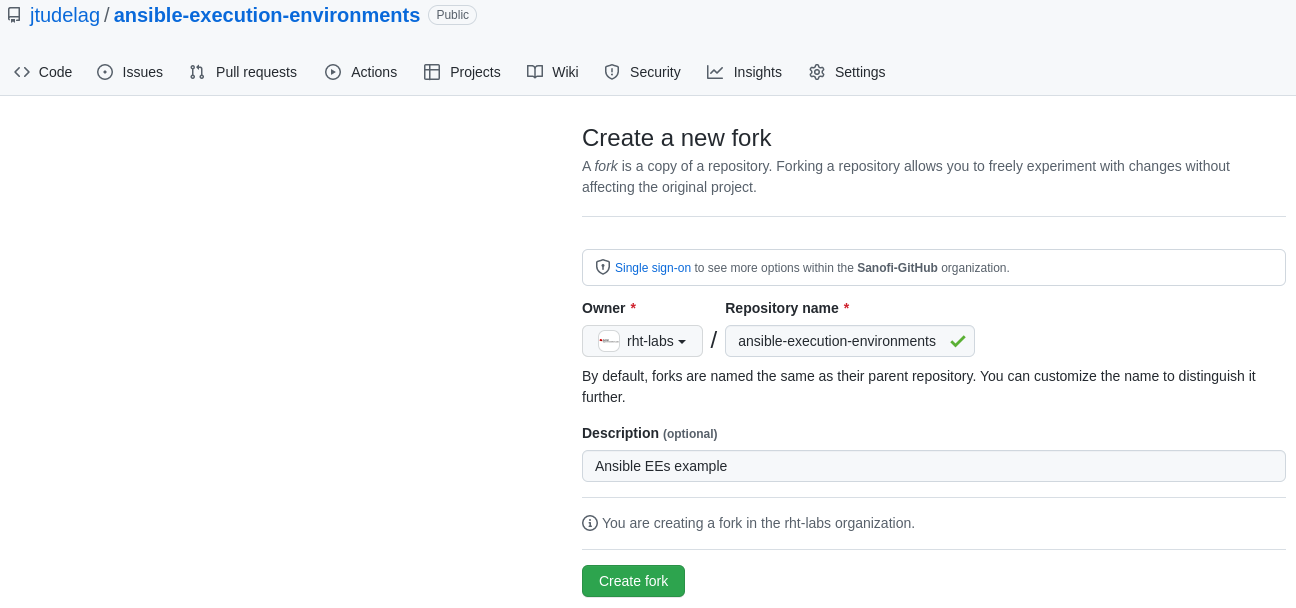 jtudelag / ansible-execution-environments Public
Code Issues Pull requests Actions Projects Wiki Security Insights Settings
Create a new fork
A fork is a copy of a repository. Forking a repository allows you to freely experiment with changes without
affecting the original project.
Single sign-on to see more options within the Sanofi-GitHub organization.
Owner * Repository name *
rht-labs / ansible-execution-environments
By default, forks are named the same as their parent repository. You can customize the name to distinguish it
further.
Description (optional)
Ansible EEs example
You are creating a fork in the rht-labs organization.
Create fork